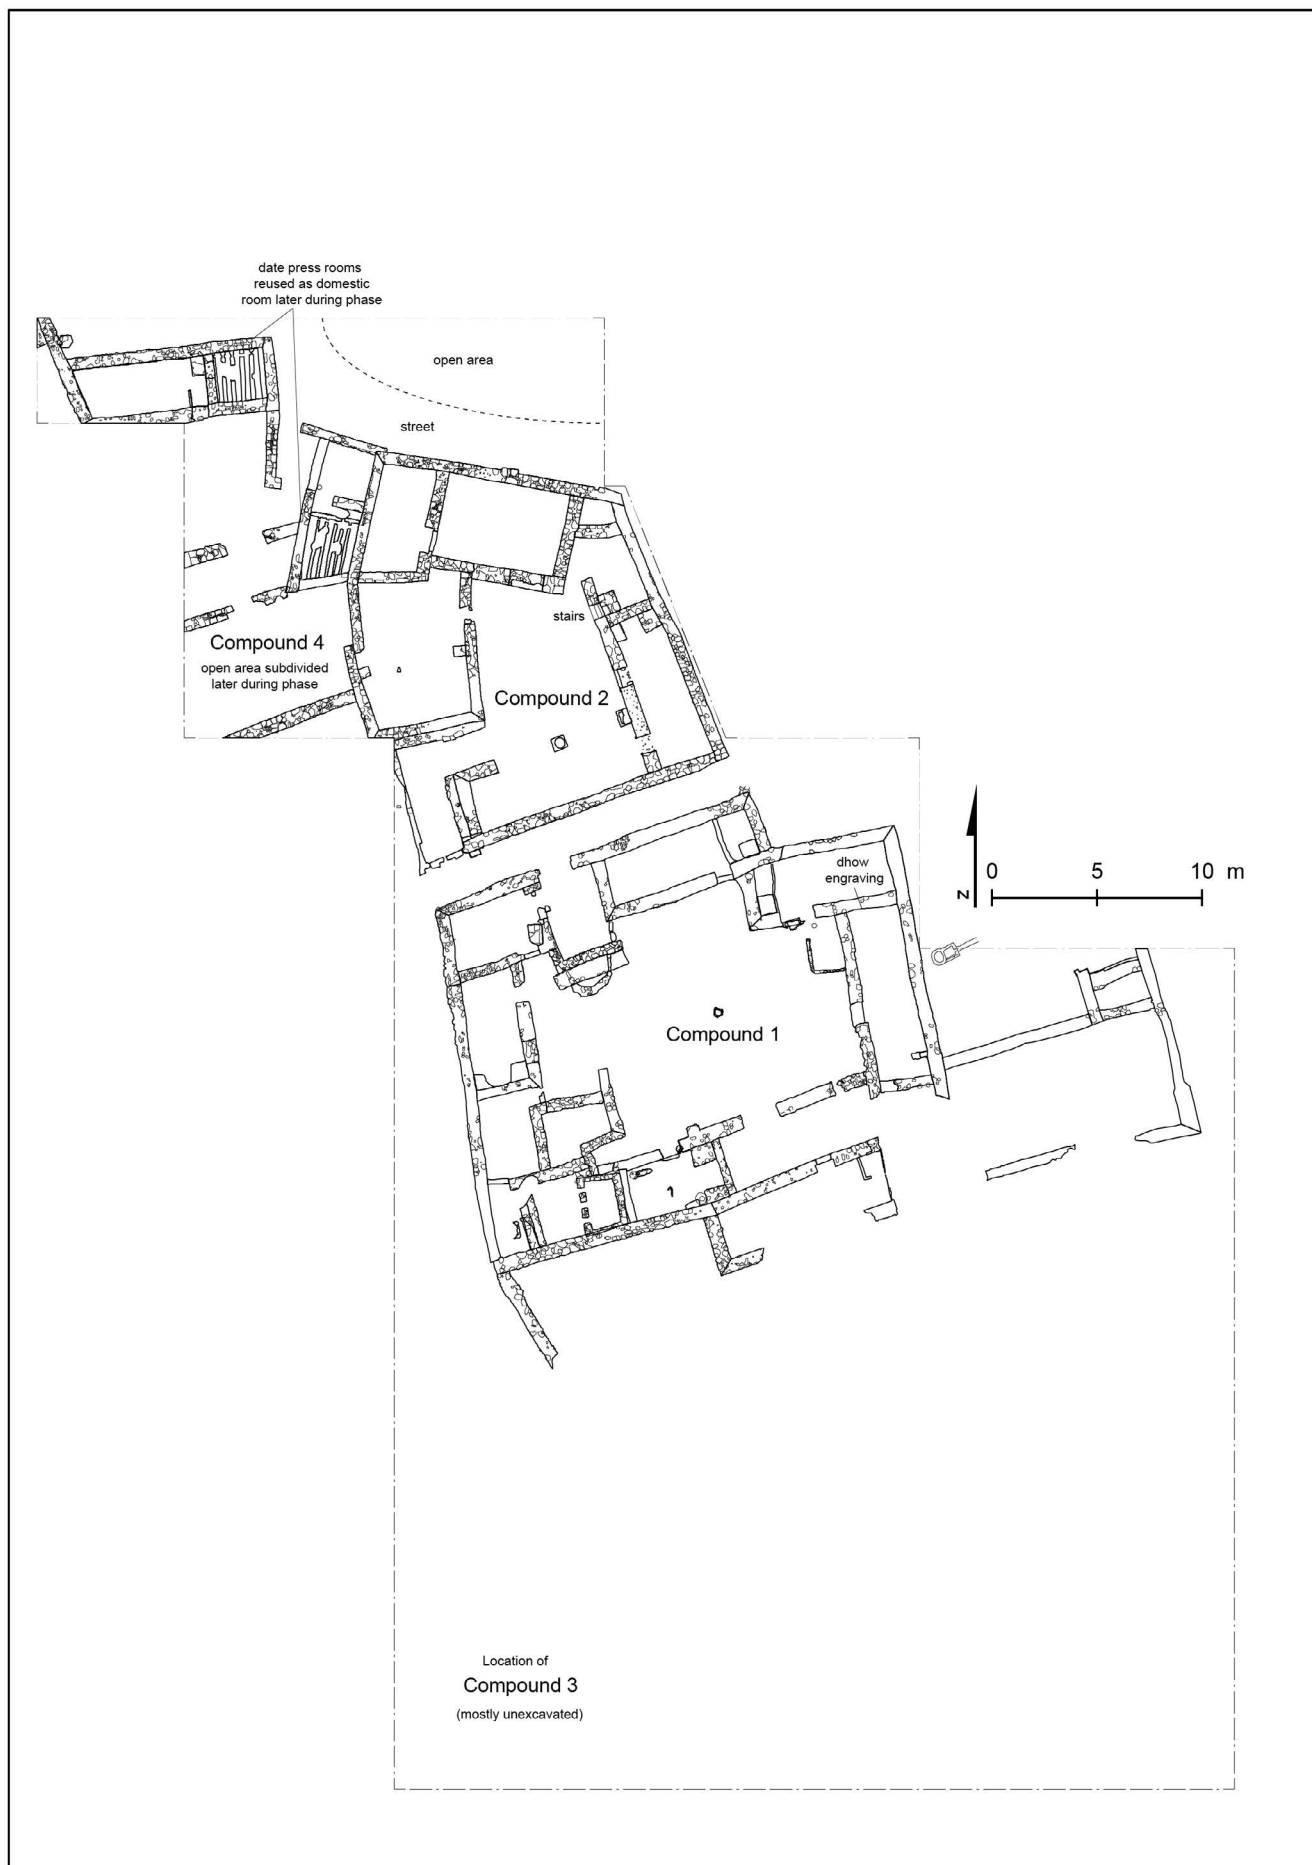 date press rooms
reused as domestic
room later during phase
open area
street
stairs
Compound 4
open area subdivided
later during phase
Compound 2
dhow
engraving
N
0 5 10 m
Compound 1
Location of
Compound 3
(mostly unexcavated)